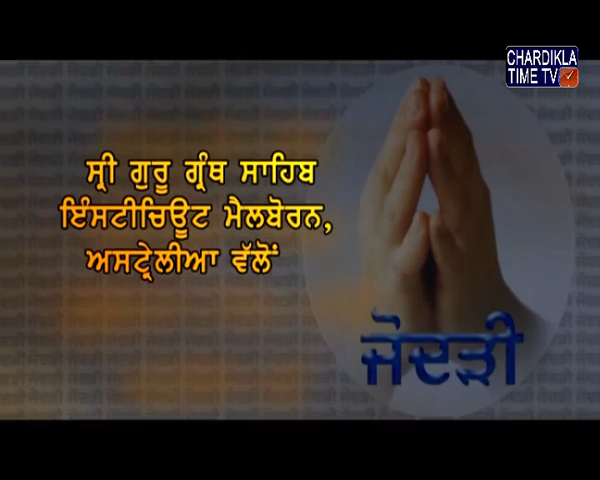 CHARDIKLA
TIME TV
ਸ੍ਰੀ ਗੁਰੂ ਗ੍ਰੰਥ ਸਾਹਿਬ
ਇੰਸਟੀਚਿਊਟ ਮੈਲਬੋਰਨ,
ਅਸਟ੍ਰੇਲੀਆ ਵੱਲੋਂ
ਜੋਦੜੀ